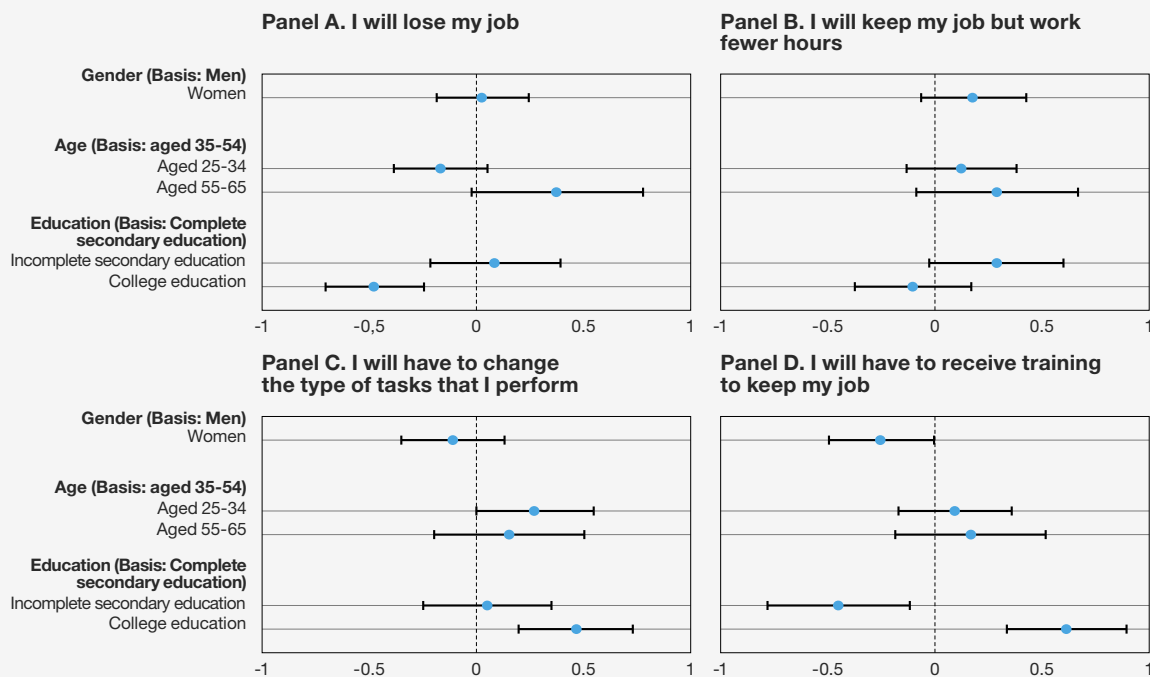 Panel A. I will lose my job
Panel B. I will keep my job but work
fewer hours
Gender (Basis: Men)
Women
Age (Basis: aged 35-54)
Aged 25-34
Aged 55-65
Education (Basis: Complete
secondary education)
Incomplete secondary education
College education
-1 -0,5 0 0.5 1
-1 -0.5 0 0.5 1
Panel C. I will have to change
the type of tasks that I perform
Panel D. I will have to receive training
to keep my job
Gender (Basis: Men)
Women
Age (Basis: aged 35-54)
Aged 25-34
Aged 55-65
Education (Basis: Complete
secondary education)
Incomplete secondary education
College education
-1 -0.5 0 0.5 1
-1 -0.5 0 0.5 1